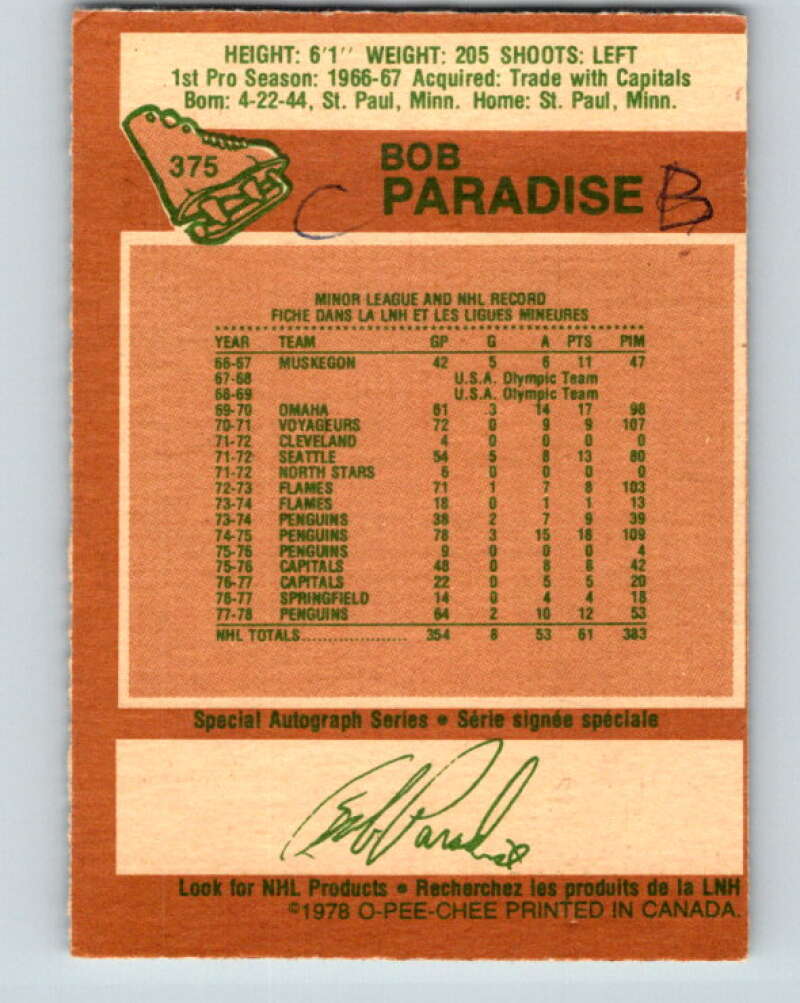 HEIGHT: 6'1" WEIGHT: 205 SHOOTS: LEFT
1st Pro Season: 1966-67 Acquired: Trade with Capitals
Born: 4-22-44, St. Paul, Minn. Home: St. Paul, Minn.
375
BOB
C PARADISE B
MINOR LEAGUE AND NHL RECORD
FICHE DANS LA LNH ET LES LIGUES MINEURES
YEAR TEAM GP G A PTS PIM
66-67 MUSKEGON 42 5 6 11 47
67-68 U.S.A. Olympic Team
68-69 U.S.A. Olympic Team
69-70 OMAHA 61 3 14 17 98
70-71 VOYAGEURS 72 0 9 9 107
71-72 CLEVELAND 4 0 0 0 0
71-72 SEATTLE 54 5 8 13 80
71-72 NORTH STARS 6 0 0 0 0
72-73 FLAMES 71 1 7 8 103
73-74 FLAMES 18 0 1 1 13
73-74 PENGUINS 38 2 7 9 39
74-75 PENGUINS 78 3 15 18 109
75-76 PENGUINS 9 0 0 0 4
75-76 CAPITALS 48 0 8 8 42
76-77 CAPITALS 22 0 5 5 20
76-77 SPRINGFIELD 14 0 4 4 18
77-78 PENGUINS 64 2 10 12 53
NHL TOTALS.................... 354 8 53 61 383
Special Autograph Series • Série signée spéciale
Bob Paradise
Look for NHL Products • Recherchez les produits de la LNH
©1978 O-PEE-CHEE PRINTED IN CANADA.